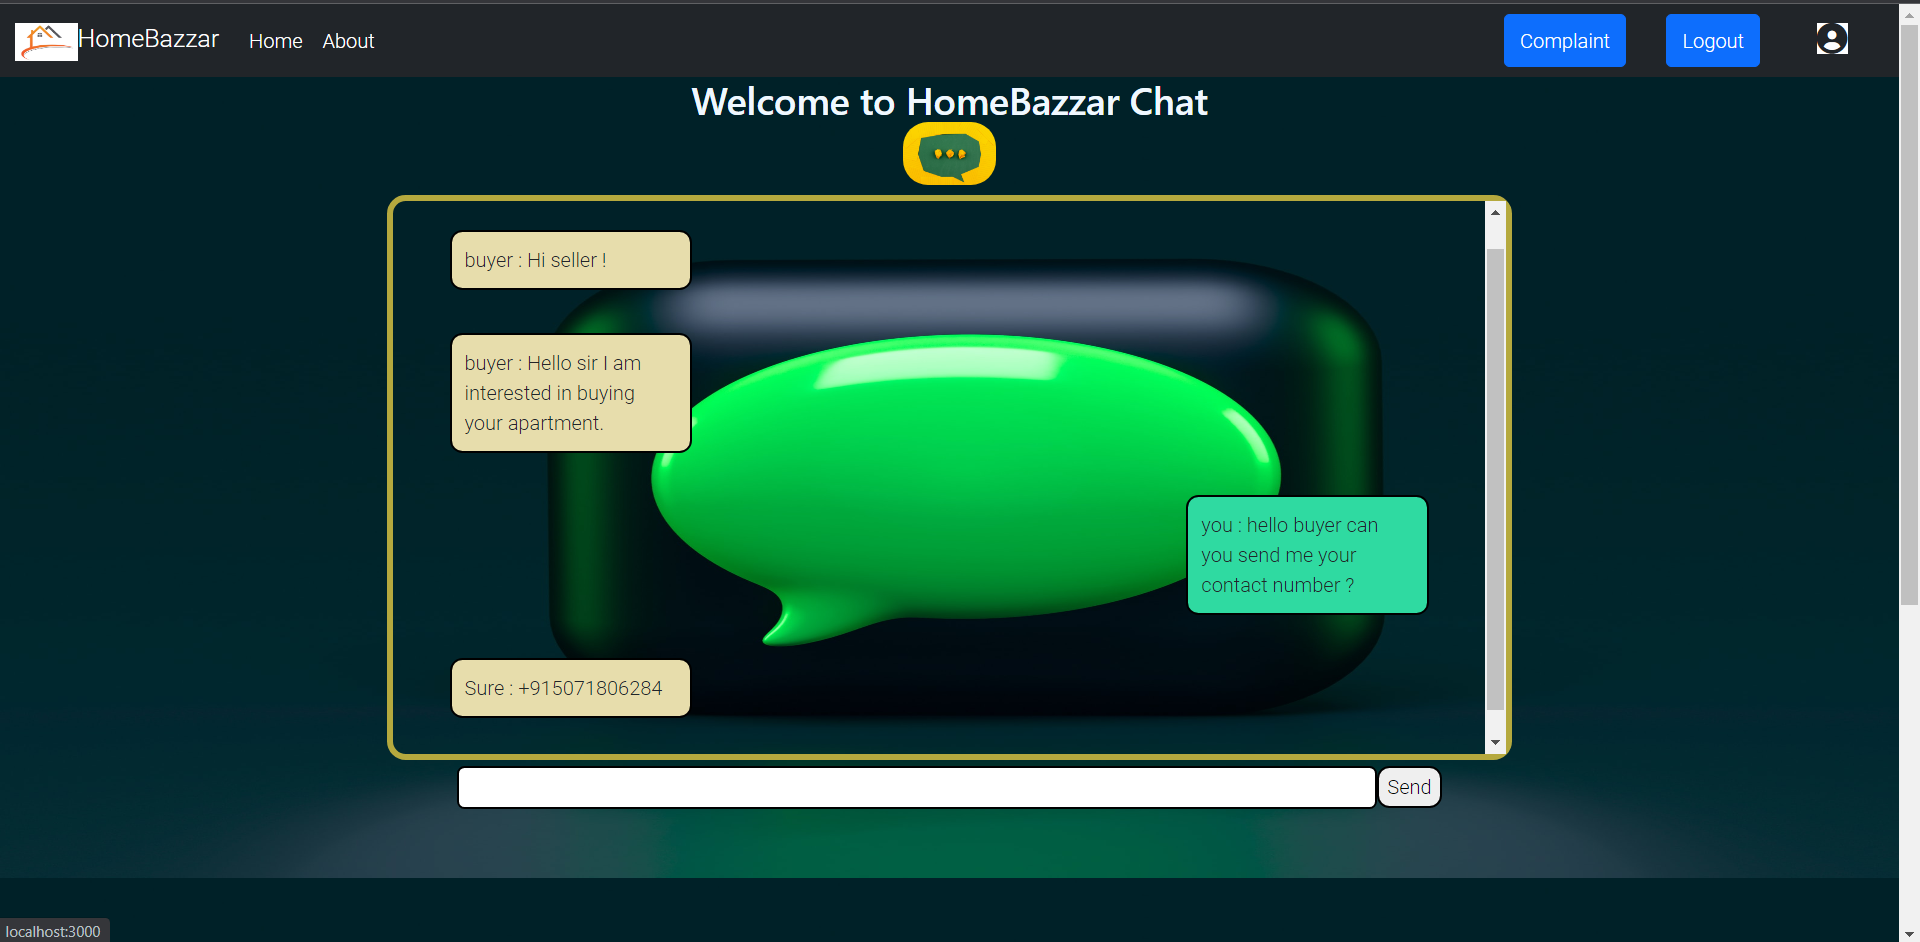 HomeBazzar Home About Complaint Logout
Welcome to HomeBazzar Chat
buyer : Hi seller !
buyer : Hello sir I am
interested in buying
your apartment.
you : hello buyer can
you send me your
contact number ?
Sure : +915071806284
Send
localhost:3000